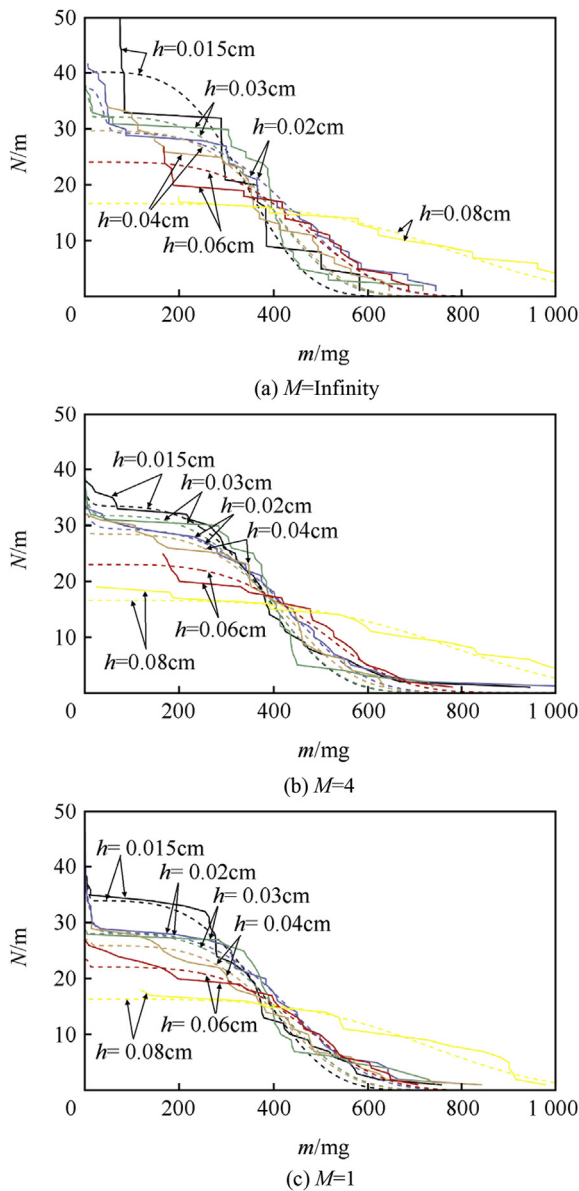 50
40
30
20
10
N/m
h=0.015cm
h=0.03cm
h=0.02cm
h=0.04cm
h=0.06cm
h=0.08cm
0 200 400 600 800 1 000
m/mg
(a) M=Infinity
50
40
30
20
10
N/m
h=0.015cm
h=0.03cm
h=0.02cm
h=0.04cm
h=0.06cm
h=0.08cm
0 200 400 600 800 1 000
m/mg
(b) M=4
50
40
30
20
10
N/m
h= 0.015cm
h= 0.02cm
h= 0.03cm
h= 0.04cm
h= 0.06cm
h= 0.08cm
0 200 400 600 800 1 000
m/mg
(c) M=1